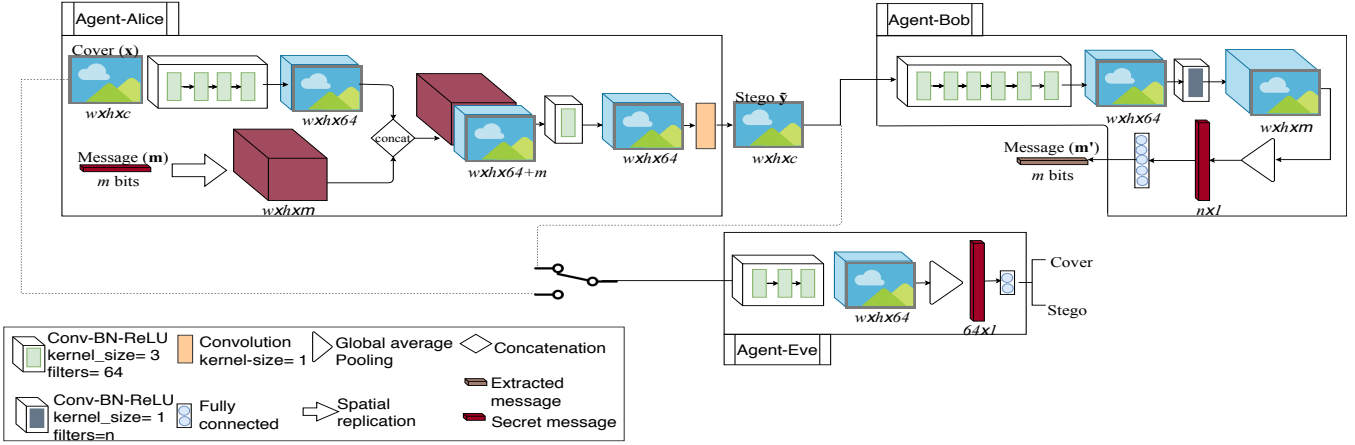 Agent-Alice
Cover (x)
wxhxc
wxhx64
Message (m)
m bits
wxhxm
concat
wxhx64+m
wxhx64
Stego ỹ
wxhxc
Agent-Bob
wxhx64
wxhxm
Message (m')
m bits
nx1
wxhx64
64x1
Cover
Stego
Agent-Eve
Conv-BN-ReLU
kernel_size= 3
filters= 64
Convolution
kernel-size= 1
Global average
Pooling
Concatenation
Conv-BN-ReLU
kernel_size= 1
filters=n
Fully
connected
Spatial
replication
Extracted
message
Secret message